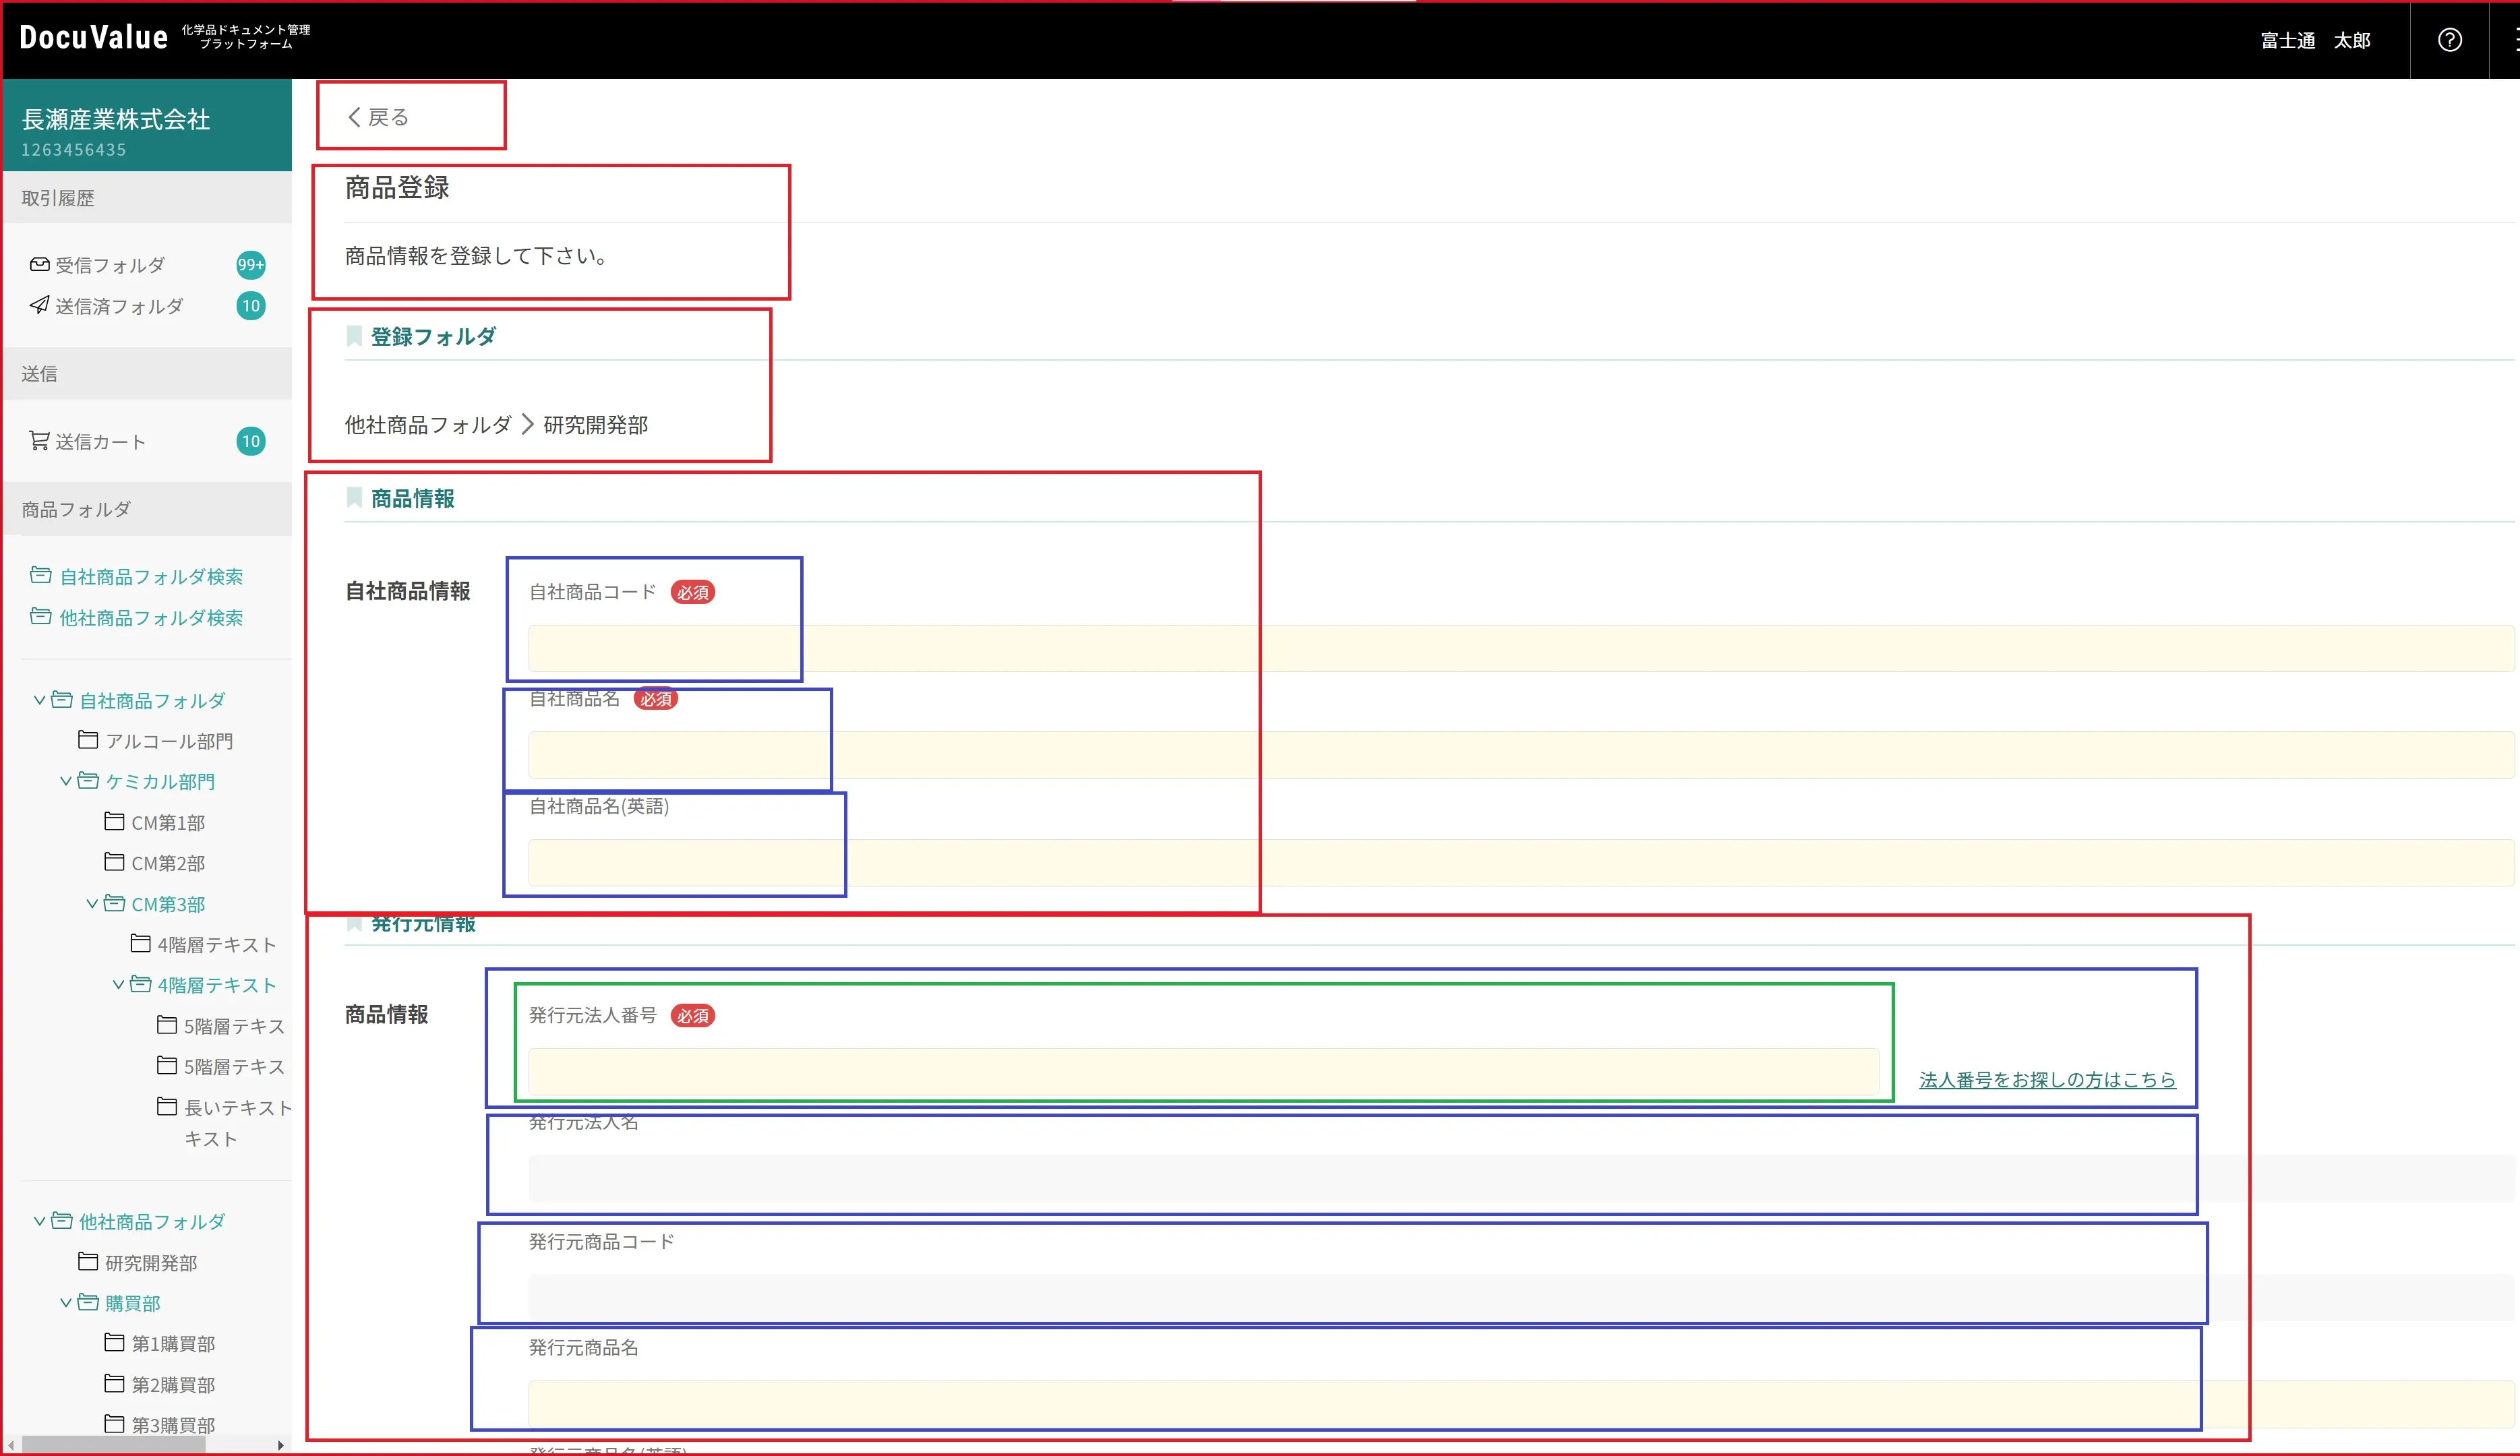 DocuValue 化学品ドキュメント管理
プラットフォーム
富士通 太郎
長瀬産業株式会社
1263456435
取引履歴
受信フォルダ 99+
送信済フォルダ 10
送信
送信カート 10
商品フォルダ
自社商品フォルダ検索
他社商品フォルダ検索
自社商品フォルダ
アルコール部門
ケミカル部門
CM第1部
CM第2部
CM第3部
4階層テキスト
4階層テキスト
5階層テキス
5階層テキス
長いテキスト
キスト
他社商品フォルダ
研究開発部
購買部
第1購買部
第2購買部
第3購買部
戻る
商品登録
商品情報を登録して下さい。
登録フォルダ
他社商品フォルダ > 研究開発部
商品情報
自社商品情報
自社商品コード 必須
自社商品名 必須
自社商品名(英語)
発行元情報
商品情報
発行元法人番号 必須
法人番号をお探しの方はこちら
発行元法人名
発行元商品コード
発行元商品名
発行元商品名(英語)